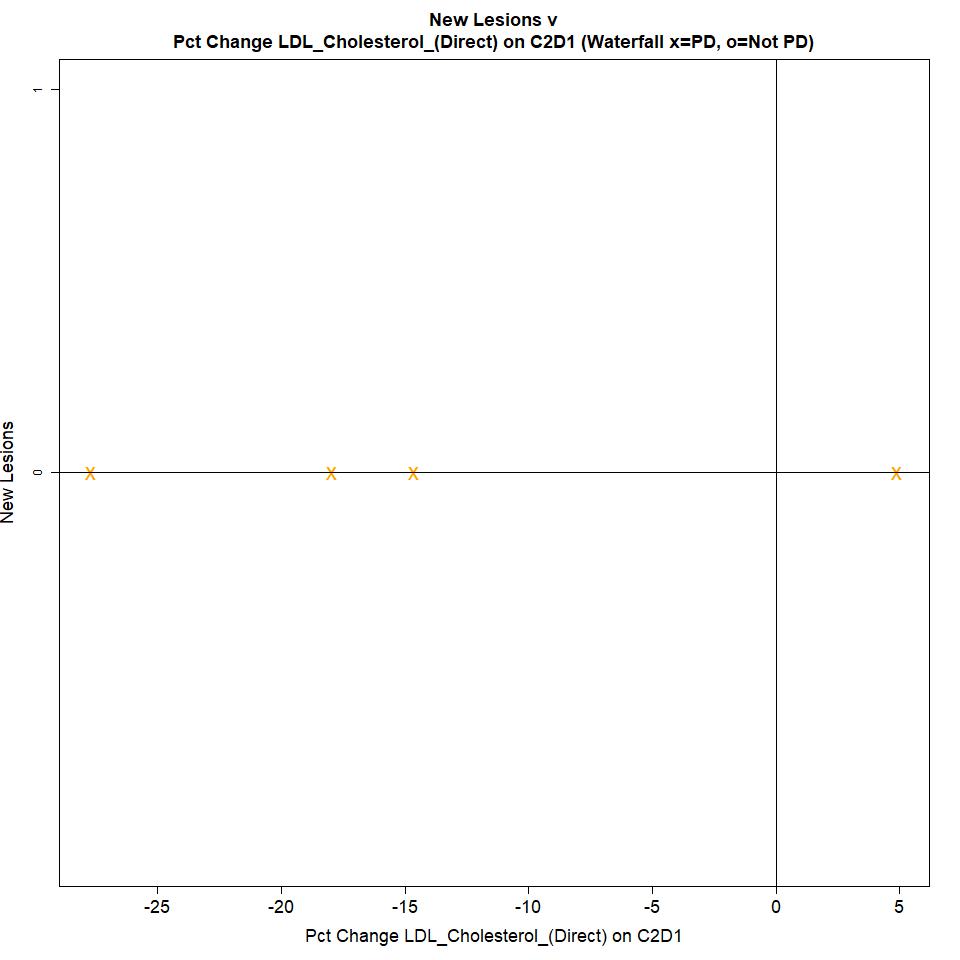 New Lesions v
Pct Change LDL_Cholesterol_(Direct) on C2D1 (Waterfall x=PD, o=Not PD)
1
0
New Lesions
X X X X
-25 -20 -15 -10 -5 0 5
Pct Change LDL_Cholesterol_(Direct) on C2D1